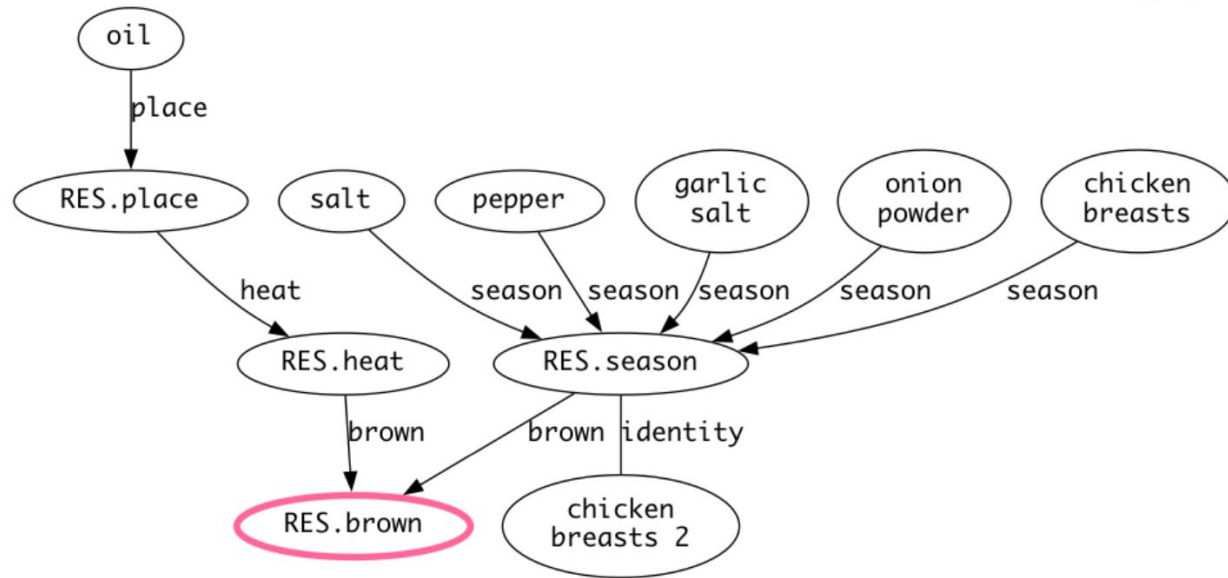 oil
place
RES.place
salt
pepper
garlic
salt
onion
powder
chicken
breasts
heat
season
season
season
season
season
RES.heat
RES.season
brown
brown
identity
RES.brown
chicken
breasts 2